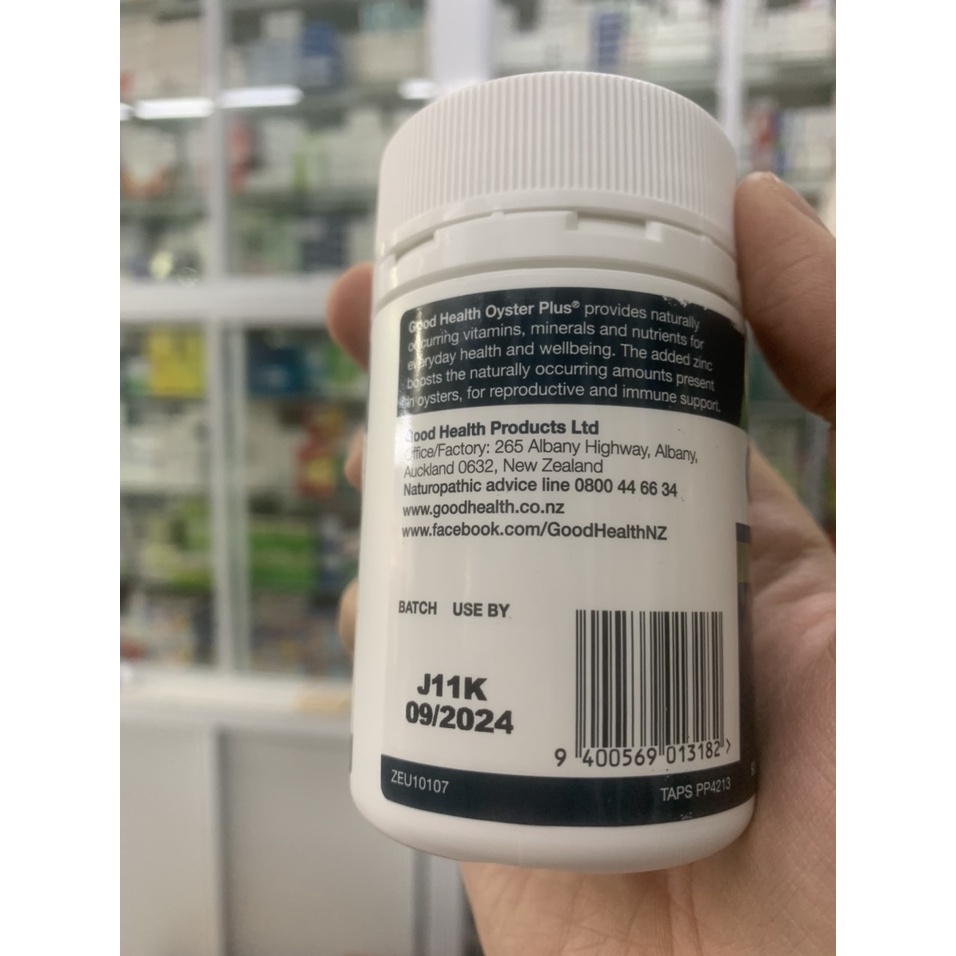 Good Health Oyster Plus® provides naturally
occurring vitamins, minerals and nutrients for
everyday health and wellbeing. The added zinc
boosts the naturally occurring amounts present
in oysters, for reproductive and immune support.
Good Health Products Ltd
Office/Factory: 265 Albany Highway, Albany,
Auckland 0632, New Zealand
Naturopathic advice line 0800 44 66 34
www.goodhealth.co.nz
www.facebook.com/GoodHealthNZ
BATCH USE BY
J11K
09/2024
9 400569 013182 >
ZEU10107
TAPS PP4213